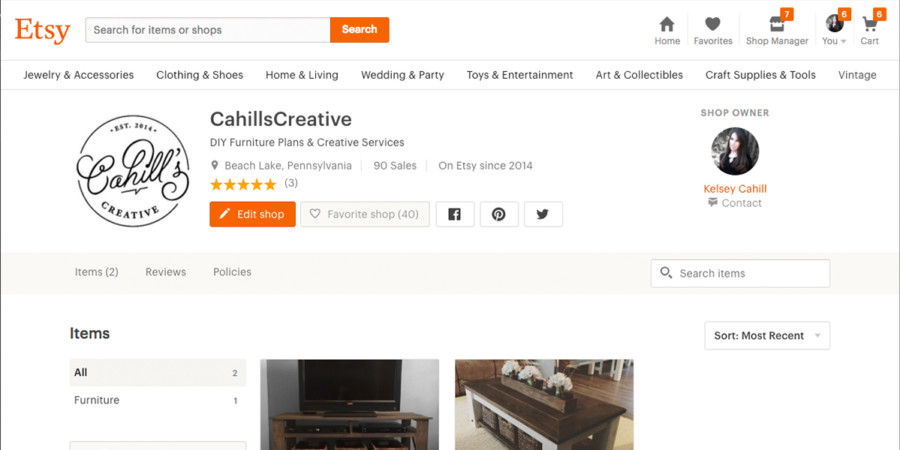 Etsy
Search for items or shops
Search
7
6
6
Home
Favorites
Shop Manager
You
Cart
Jewelry & Accessories
Clothing & Shoes
Home & Living
Wedding & Party
Toys & Entertainment
Art & Collectibles
Craft Supplies & Tools
Vintage
• EST. 2014 •
Cahill's
CREATIVE
CahillsCreative
DIY Furniture Plans & Creative Services
Beach Lake, Pennsylvania
90 Sales
On Etsy since 2014
(3)
Edit shop
Favorite shop (40)
SHOP OWNER
Kelsey Cahill
Contact
Items (2)
Reviews
Policies
Search items
Items
Sort: Most Recent
All 2
Furniture 1